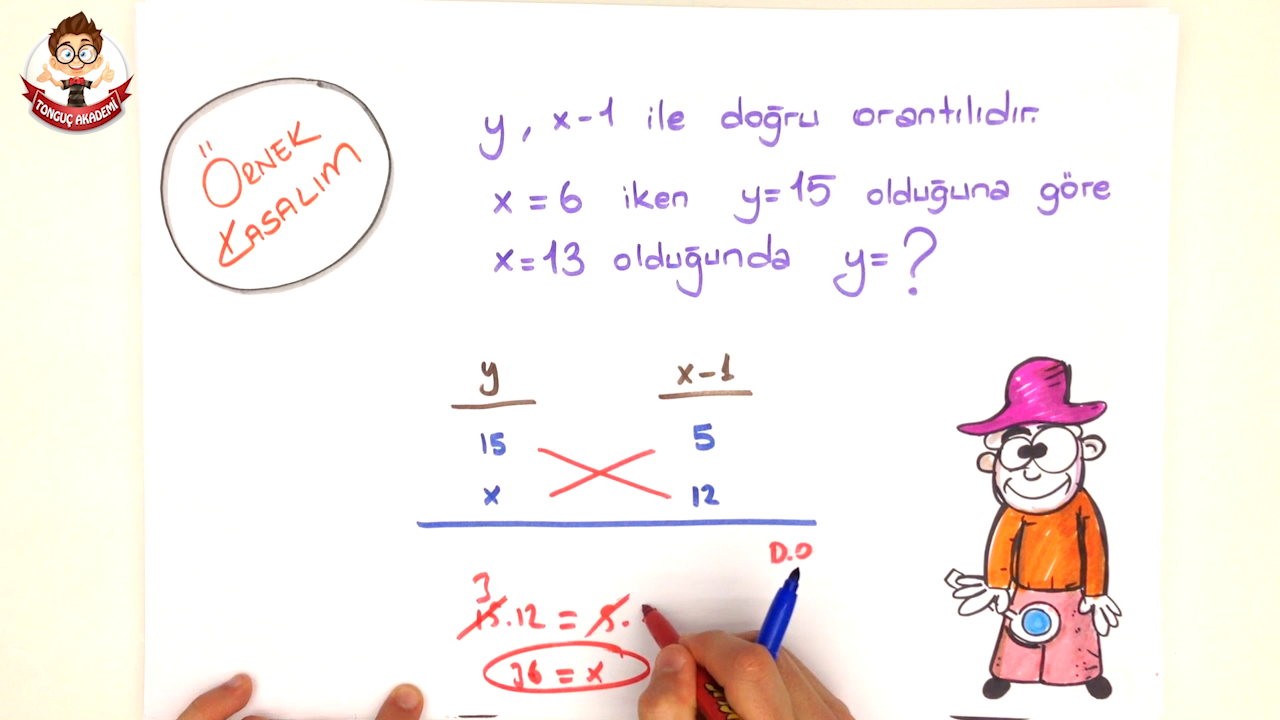 TONGUÇ AKADEMİ
ÖRNEK
KASALIM
y, x-1 ile doğru orantılıdır.
x = 6 iken y=15 olduğuna göre
x=13 olduğunda y=?
y x-1
15 5
x 12
D.O
3
15.12 = 5.
36 = x